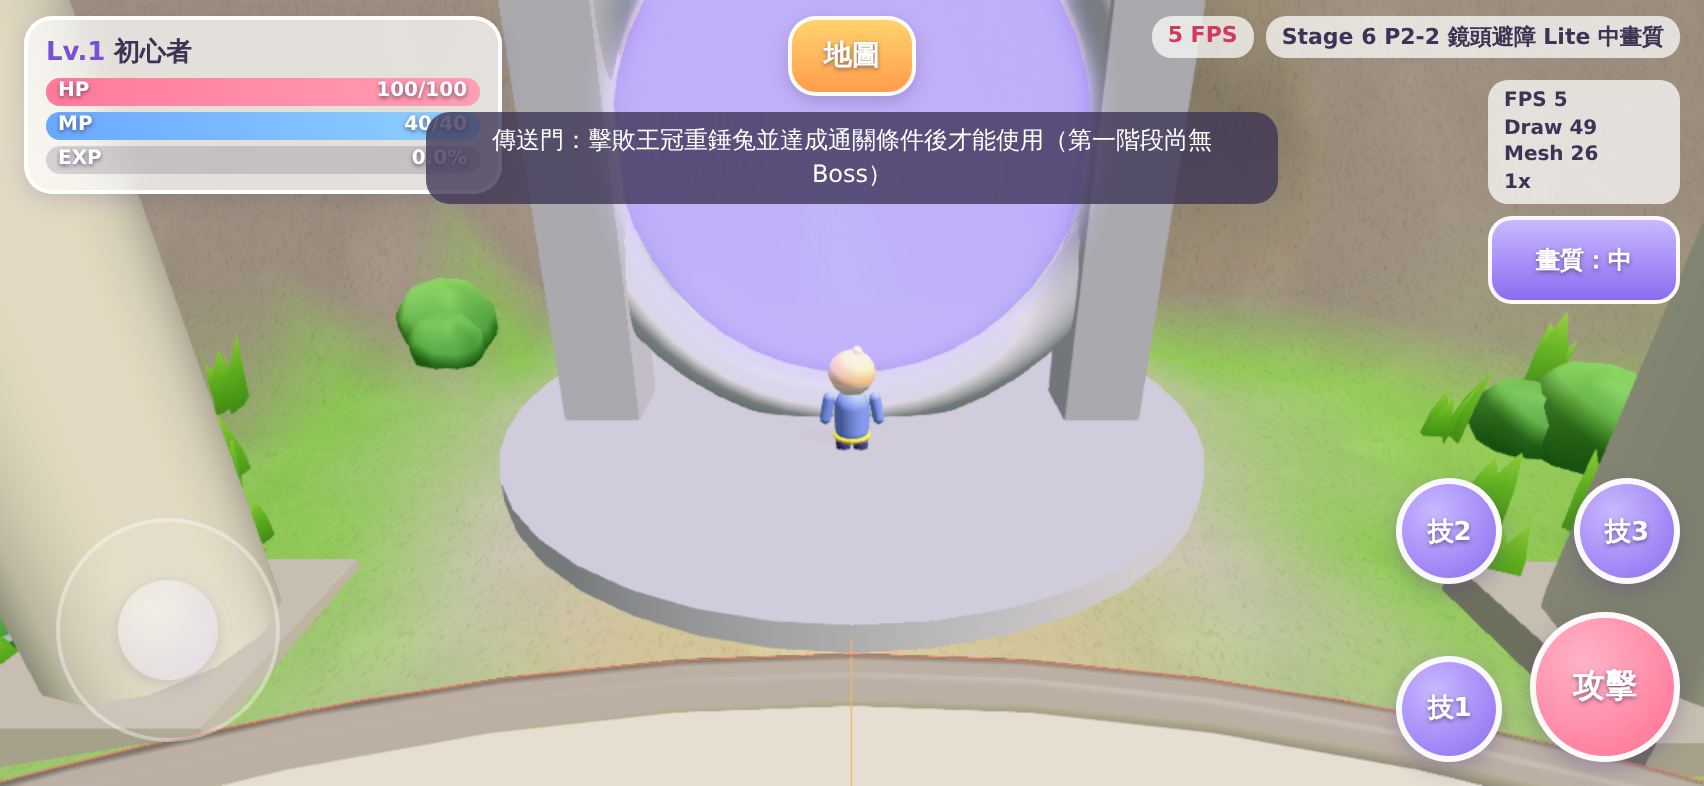 Lv.1 初心者
HP 100/100
MP 40/40
EXP 0.0%
地圖
5 FPS
Stage 6 P2-2 鏡頭避障 Lite 中畫質
傳送門：擊敗王冠重錘兔並達成通關條件後才能使用（第一階段尚無
Boss）
FPS 5
Draw 49
Mesh 26
1x
畫質：中
技2
技3
技1
攻擊